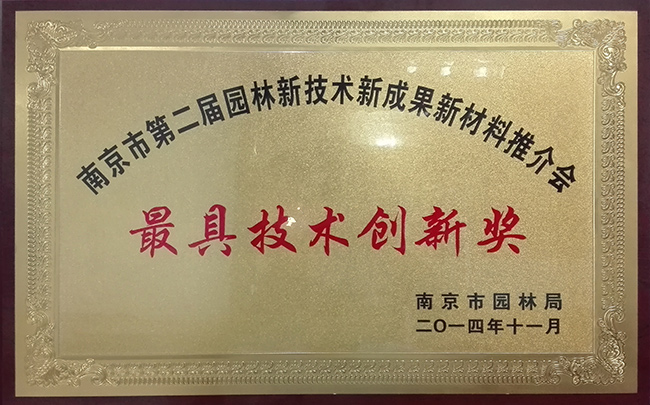 南京市第二届园林新技术新成果新材料推介会
最具技术创新奖
南京市园林局
二〇一四年十一月